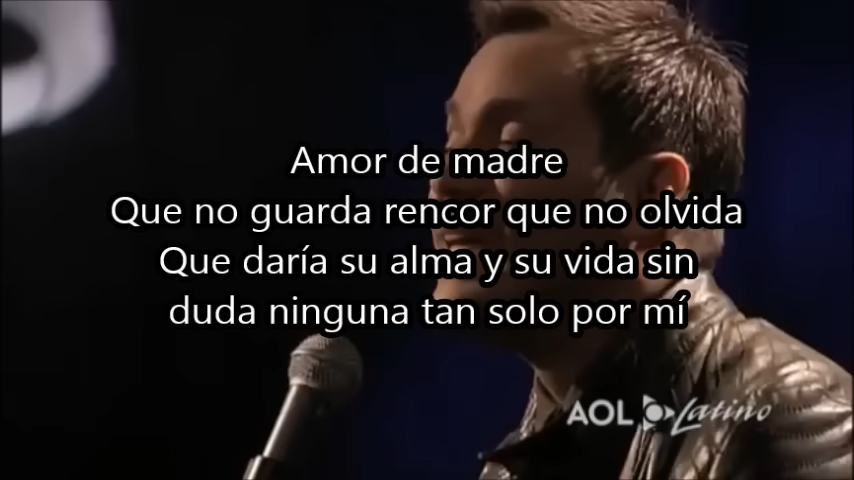 Amor de madre
Que no guarda rencor que no olvida
Que daría su alma y su vida sin
duda ninguna tan solo por mí
AOL Latino